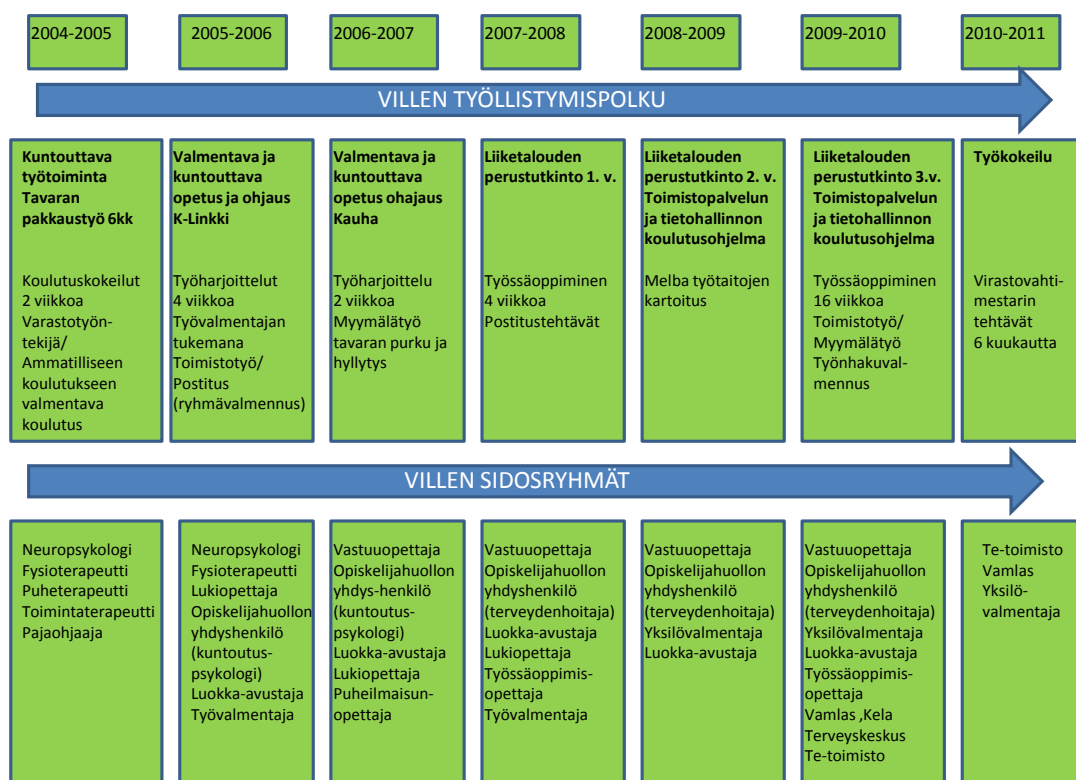 2004-2005
2005-2006
2006-2007
2007-2008
2008-2009
2009-2010
2010-2011
VILLEN TYÖLLISTYMISPOLKU
Kuntouttava
työtoiminta
Tavaran
pakkaustyö 6kk
Koulutuskokeilut
2 viikkoa
Varastotyön-
tekijä/
Ammatilliseen
koulutukseen
valmentava
koulutus
Valmentava ja
kuntouttava
opetus ja ohjaus
K-Linkki
Työharjoittelut
4 viikkoa
Työvalmentajan
tukemana
Toimistotyö/
Postitus
(ryhmävalmennus)
Valmentava ja
kuntouttava
opetus ohajaus
Kauha
Työharjoittelu
2 viikkoa
Myymälätyö
tavaran purku ja
hyllytys
Liiketalouden
perustutkinto 1. v.
Työssäoppiminen
4 viikkoa
Postitustehtävät
Liiketalouden
perustutkinto 2. v.
Toimistopalvelun
ja tietohallinnon
koulutusohjelma
Melba työtaitojen
kartoitus
Liiketalouden
perustutkinto 3.v.
Toimistopalvelun
ja tietohallinnon
koulutusohjelma
Työssäoppiminen
16 viikkoa
Toimistotyö/
Myymälätyö
Työnhakuval-
mennus
Työkokeilu
Virastovahti-
mestarin
tehtävät
6 kuukautta
VILLEN SIDOSRYHMÄT
Neuropsykologi
Fysioterapeutti
Puheterapeutti
Toimintaterapeutti
Pajaohjaaja
Neuropsykologi
Fysioterapeutti
Lukiopettaja
Opiskelijahuollon
yhdyshenkilö
(kuntoutus-
psykologi)
Luokka-avustaja
Työvalmentaja
Vastuuopettaja
Opiskelijahuollon
yhdys-henkilö
(kuntoutus-
psykologi)
Luokka-avustaja
Lukiopettaja
Puheilmaisun-
opettaja
Vastuuopettaja
Opiskelijahuollon
yhdyshenkilö
(terveydenhoitaja)
Luokka-avustaja
Lukiopettaja
Työssäoppimis-
opettaja
Työvalmentaja
Vastuuopettaja
Opiskelijahuollon
yhdyshenkilö
(terveydenhoitaja)
Yksilövalmentaja
Luokka-avustaja
Vastuuopettaja
Opiskelijahuollon
yhdyshenkilö
(terveydenhoitaja)
Yksilövalmentaja
Luokka-avustaja
Työssäoppimis-
opettaja
Vamlas ,Kela
Terveyskeskus
Te-toimisto
Te-toimisto
Vamlas
Yksilö-
valmentaja